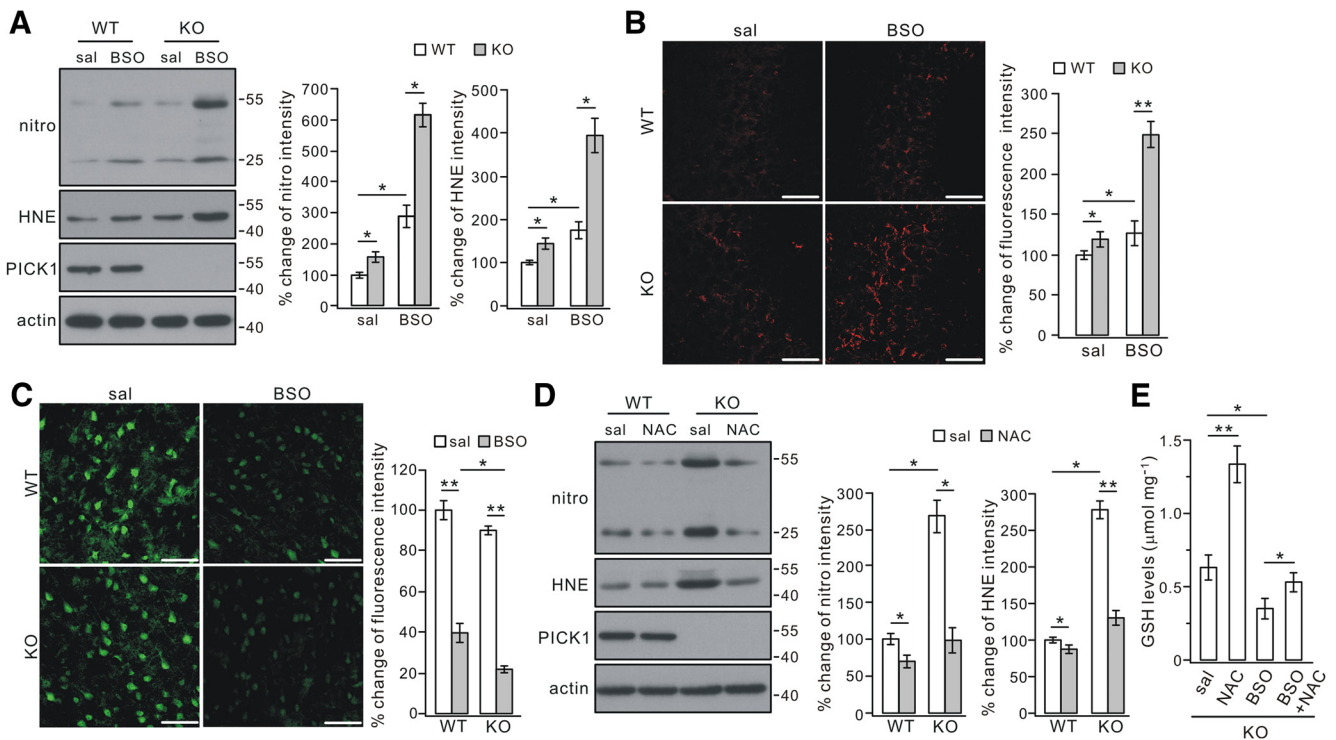 A
WT KO
sal BSO sal BSO
nitro
-55
-25
HNE
-55
-40
PICK1
-55
-40
actin
-40
WT KO
% change of nitro intensity
700
600
500
400
300
200
100
0
*
*
*
sal BSO
% change of HNE intensity
500
400
300
200
100
0
*
*
*
sal BSO
B
sal BSO
WT
KO
WT KO
% change of fluorescence intensity
300
250
200
150
100
50
0
*
*
**
sal BSO
C
sal BSO
WT
KO
sal BSO
% change of fluorescence intensity
120
100
80
60
40
20
0
*
** **
WT KO
D
WT KO
sal NAC sal NAC
nitro
-55
-25
HNE
-55
-40
PICK1
-55
-40
actin
-40
sal NAC
% change of nitro intensity
300
250
200
150
100
50
0
*
*
*
WT KO
% change of HNE intensity
300
250
200
150
100
50
0
*
**
*
WT KO
E
GSH levels (μmol mg⁻¹)
1.5
1.0
0.5
0
*
**
*
sal NAC BSO BSO
+NAC
KO